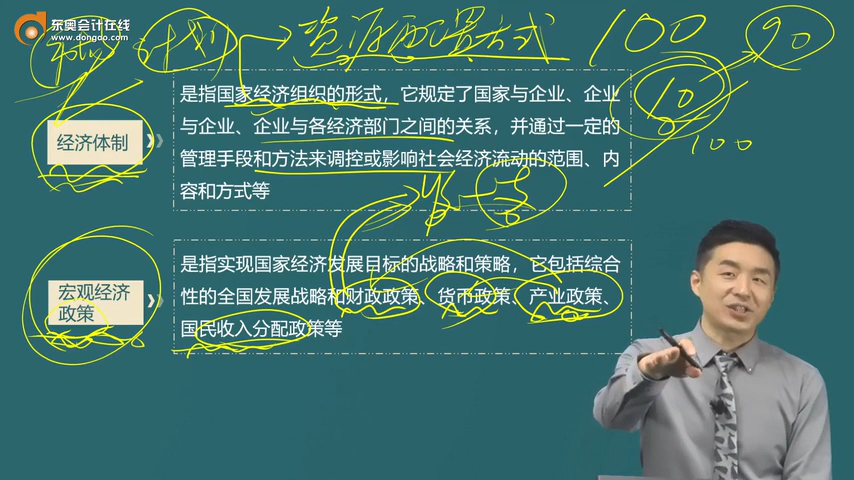 东奥会计在线
www.dongao.com
计划
资源配置方式
100
90
10
100
经济体制
是指国家经济组织的形式，它规定了国家与企业、企业
与企业、企业与各经济部门之间的关系，并通过一定的
管理手段和方法来调控或影响社会经济流动的范围、内
容和方式等
宏观经济
政策
是指实现国家经济发展目标的战略和策略，它包括综合
性的全国发展战略和财政政策、货币政策、产业政策、
国民收入分配政策等